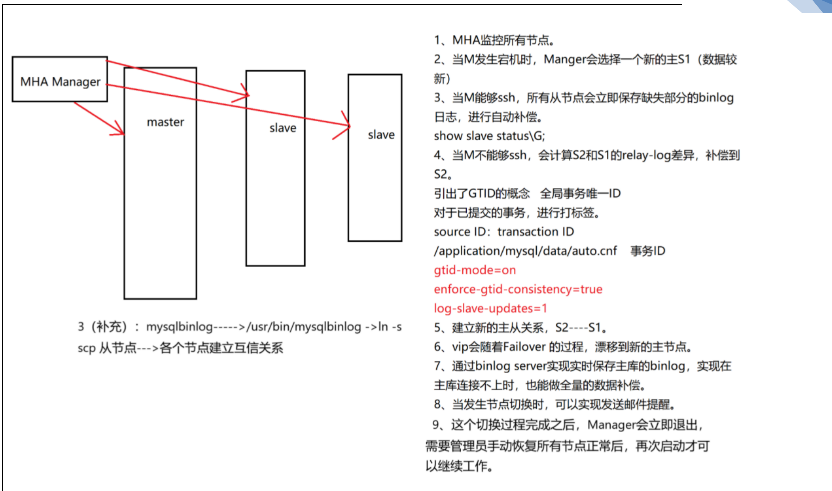 MHA Manager
master
slave
slave
3（补充）：mysqlbinlog----->/usr/bin/mysqlbinlog ->ln -s
scp 从节点--->各个节点建立互信关系
1、MHA监控所有节点。
2、当M发生宕机时，Manger会选择一个新的主S1（数据较
新）
3、当M能够ssh，所有从节点会立即保存缺失部分的binlog
日志，进行自动补偿。
show slave status\G;
4、当M不能够ssh，会计算S2和S1的relay-log差异，补偿到
S2。
引出了GTID的概念 全局事务唯一ID
对于已提交的事务，进行打标签。
source ID：transaction ID
/application/mysql/data/auto.cnf 事务ID
gtid-mode=on
enforce-gtid-consistency=true
log-slave-updates=1
5、建立新的主从关系，S2----S1。
6、vip会随着Failover 的过程，漂移到新的主节点。
7、通过binlog server实现实时保存主库的binlog，实现在
主库连接不上时，也能做全量的数据补偿。
8、当发生节点切换时，可以实现发送邮件提醒。
9、这个切换过程完成之后，Manager会立即退出，
需要管理员手动恢复所有节点正常后，再次启动才可
以继续工作。